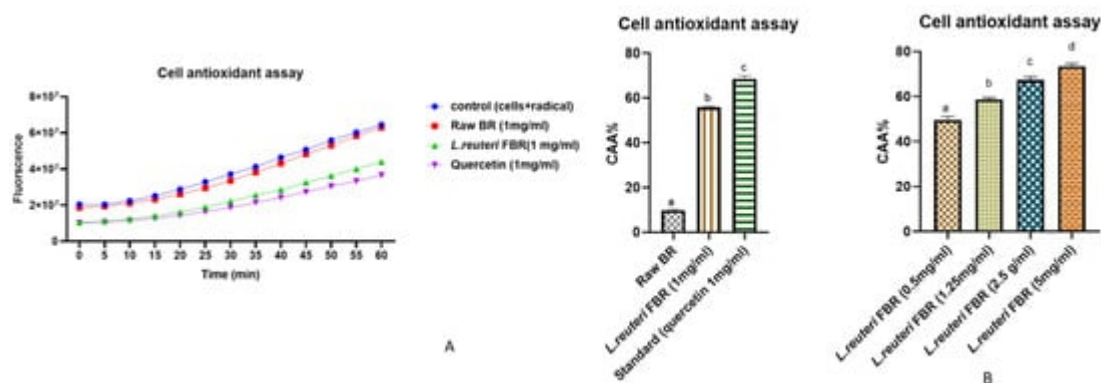 Cell antioxidant assay
8×10⁷
6×10⁷
4×10⁷
2×10⁷
0
Fluorscence
0 5 10 15 20 25 30 35 40 45 50 55 60
Time (min)
control (cells+radical)
Raw BR (1mg/ml)
L.reuteri FBR(1 mg/ml)
Quercetin (1mg/ml)
A
Cell antioxidant assay
80
60
40
20
0
CAA%
a
b
c
Raw BR
L.reuteri FBR (1mg/ml)
Standard (quercetin 1mg/ml)
Cell antioxidant assay
80
60
40
20
0
CAA%
a
b
c
d
L.reuteri FBR (0.5mg/ml)
L.reuteri FBR (1.25mg/ml)
L.reuteri FBR (2.5 g/ml)
L.reuteri FBR (5mg/ml)
B